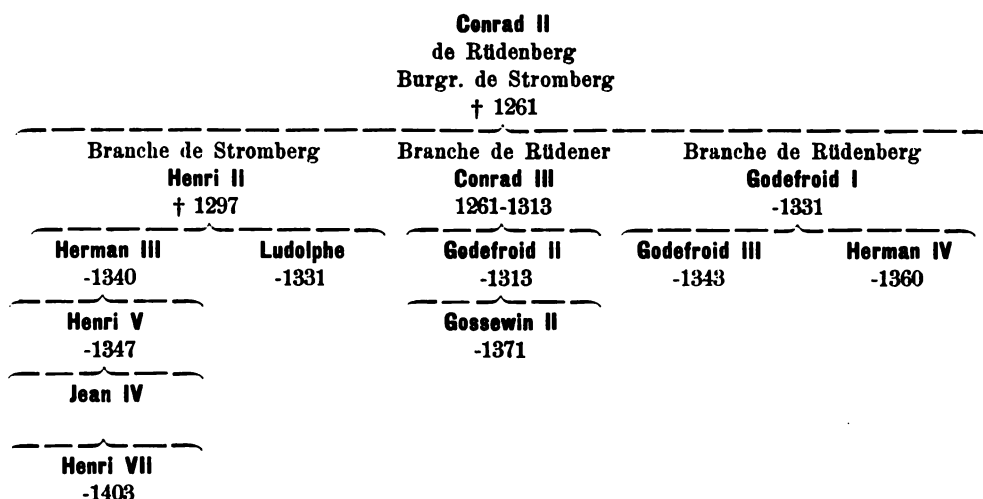 Conrad II
de Rüdenberg
Burgr. de Stromberg
† 1261
Branche de Stromberg Branche de Rüdener Branche de Rüdenberg
Henri II Conrad III Godefroid I
† 1297 1261-1313 -1331
Herman III Ludolphe Godefroid II Godefroid III Herman IV
-1340 -1331 -1313 -1343 -1360
Henri V Gossewin II
-1347 -1371
Jean IV
Henri VII
-1403